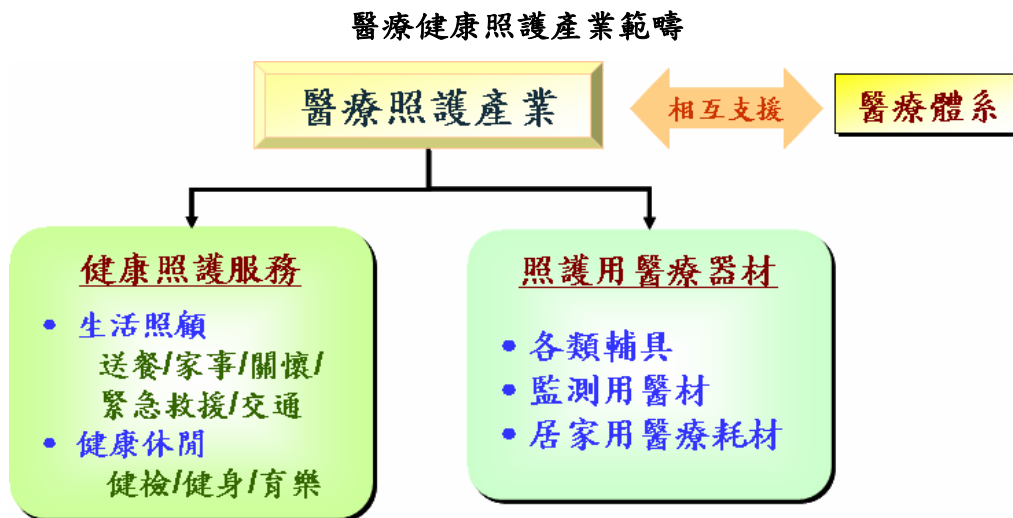 醫療健康照護產業範疇
醫療照護產業
相互支援
醫療體系
健康照護服務
• 生活照顧
送餐/家事/關懷/
緊急救援/交通
• 健康休閒
健檢/健身/育樂
照護用醫療器材
• 各類輔具
• 監測用醫材
• 居家用醫療耗材